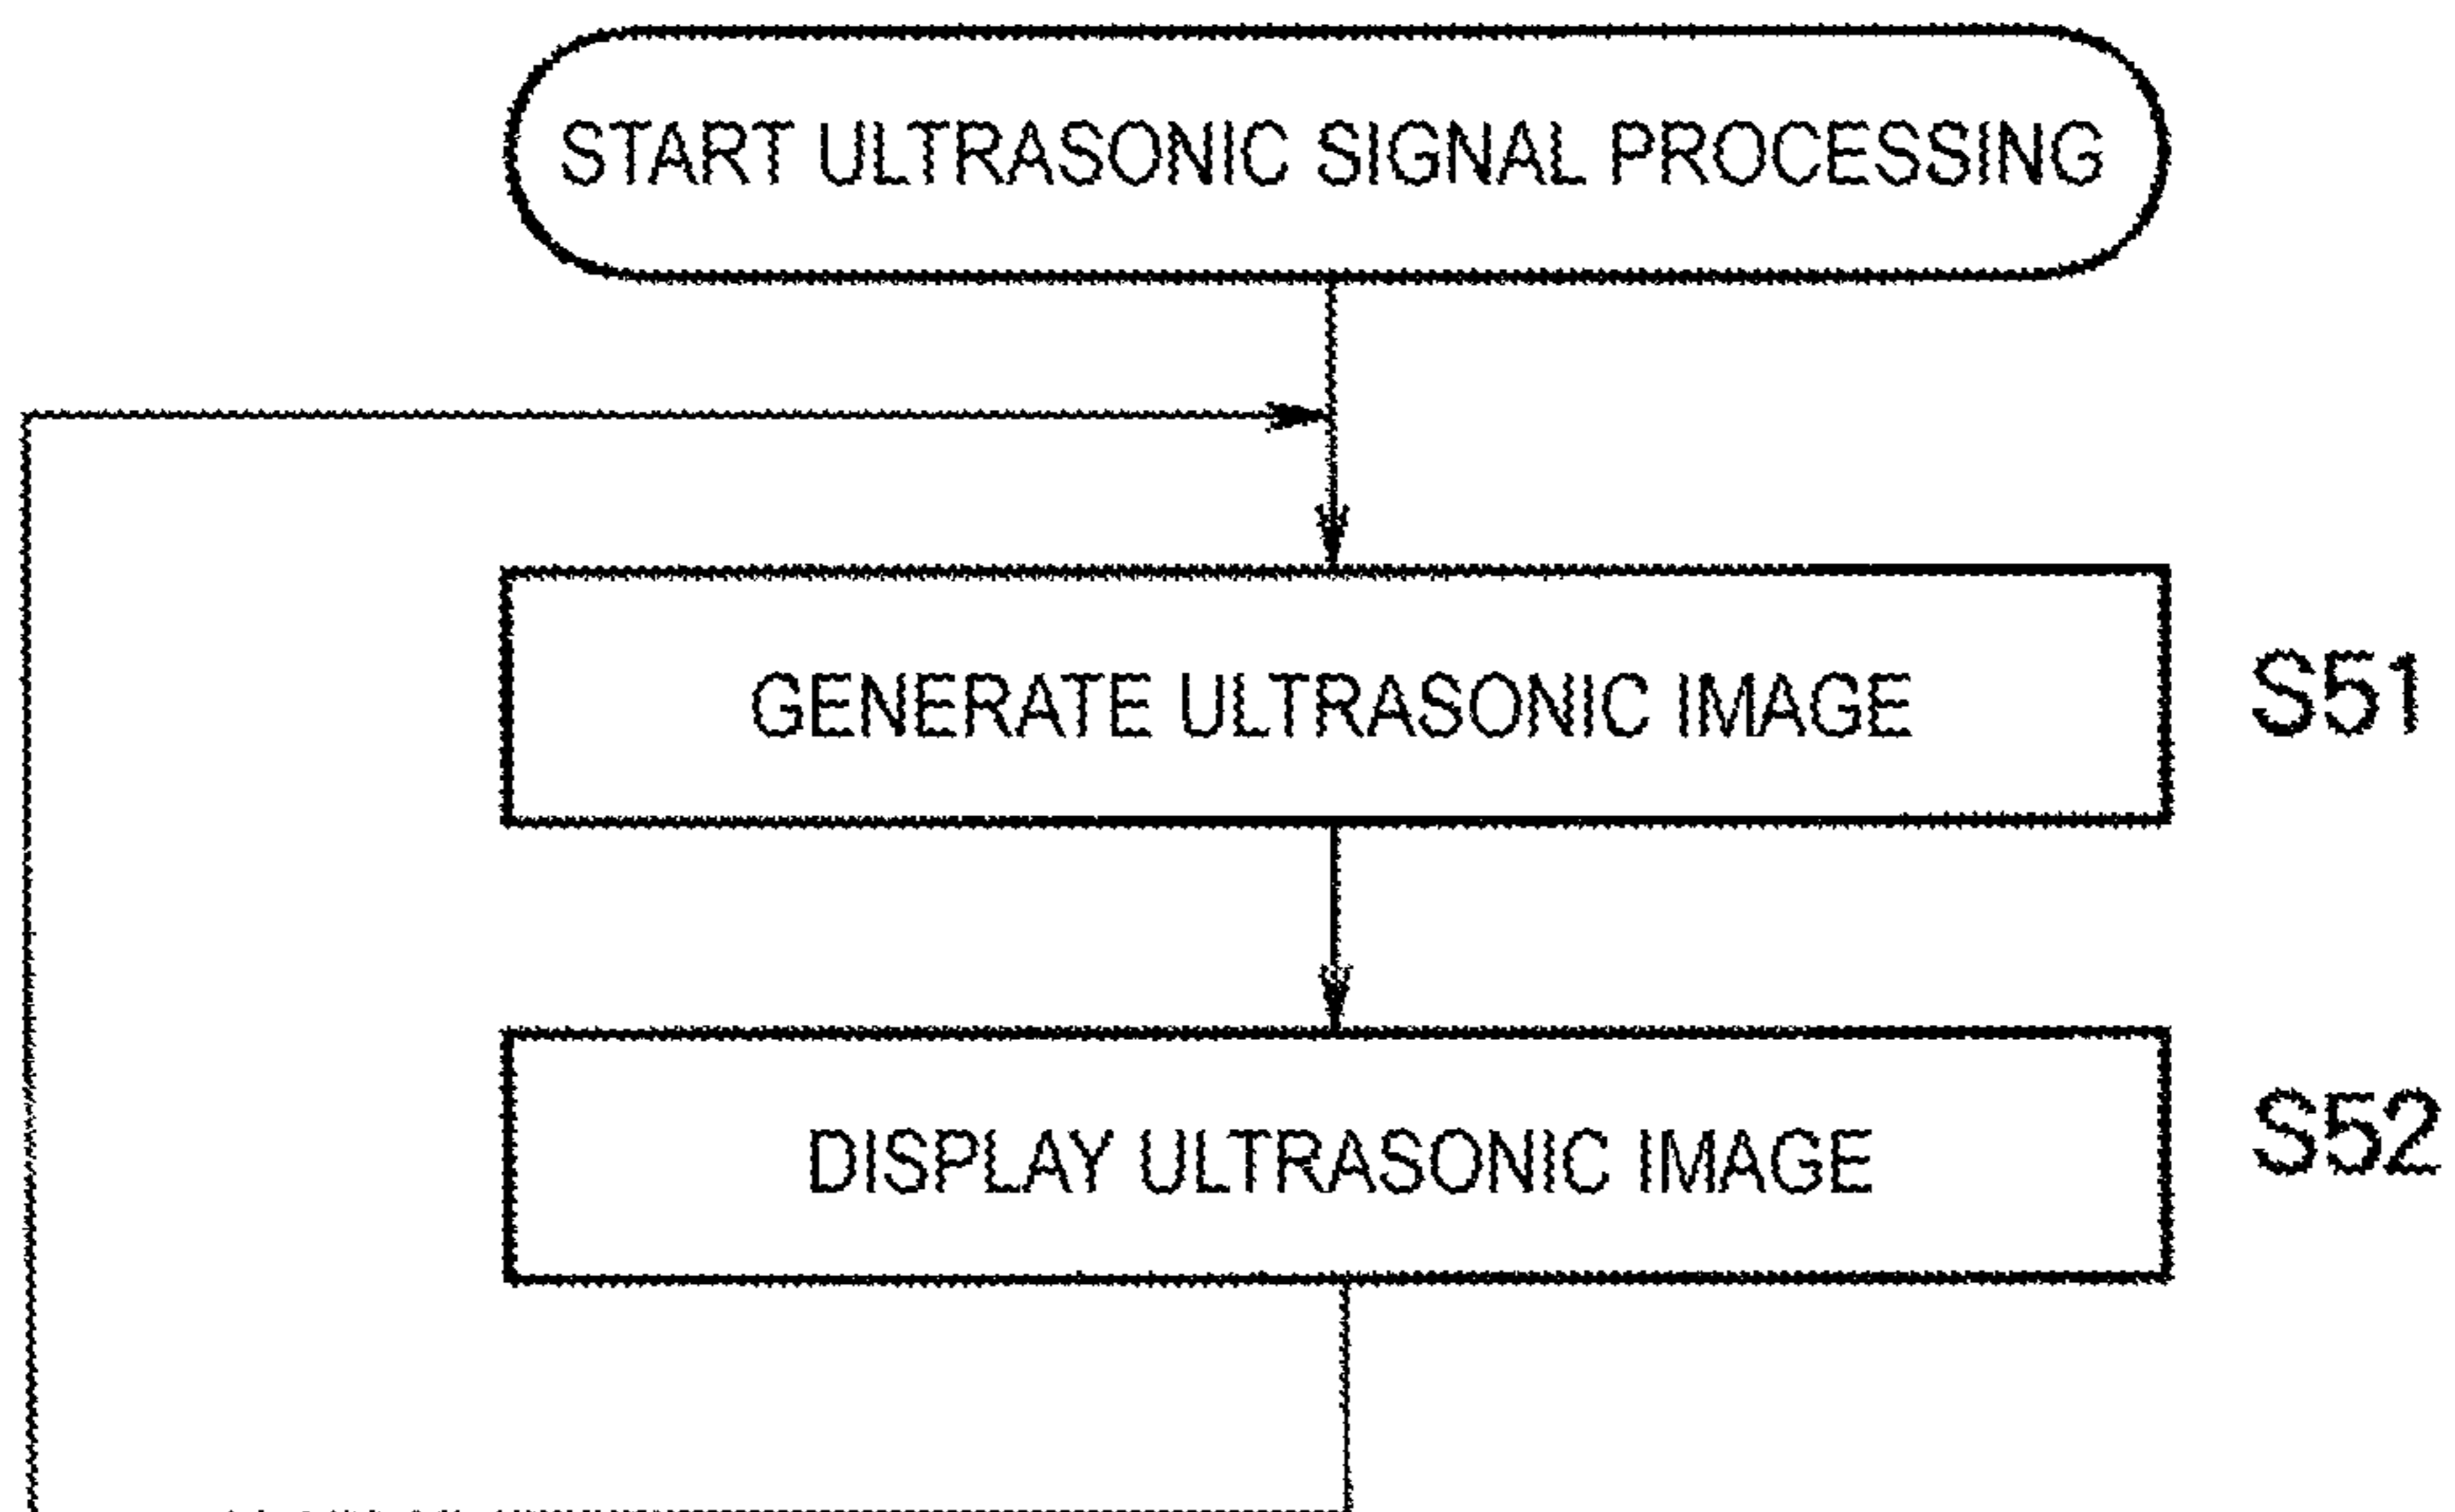 START ULTRASONIC SIGNAL PROCESSING
GENERATE ULTRASONIC IMAGE
S51
DISPLAY ULTRASONIC IMAGE
S52